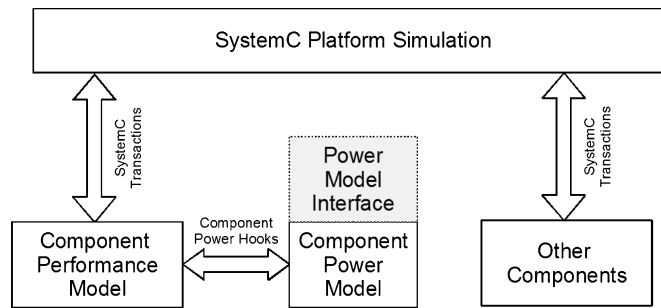 SystemC Platform Simulation
SystemC
Transactions
SystemC
Transactions
Power
Model
Interface
Component
Power Hooks
Component
Performance
Model
Component
Power
Model
Other
Components